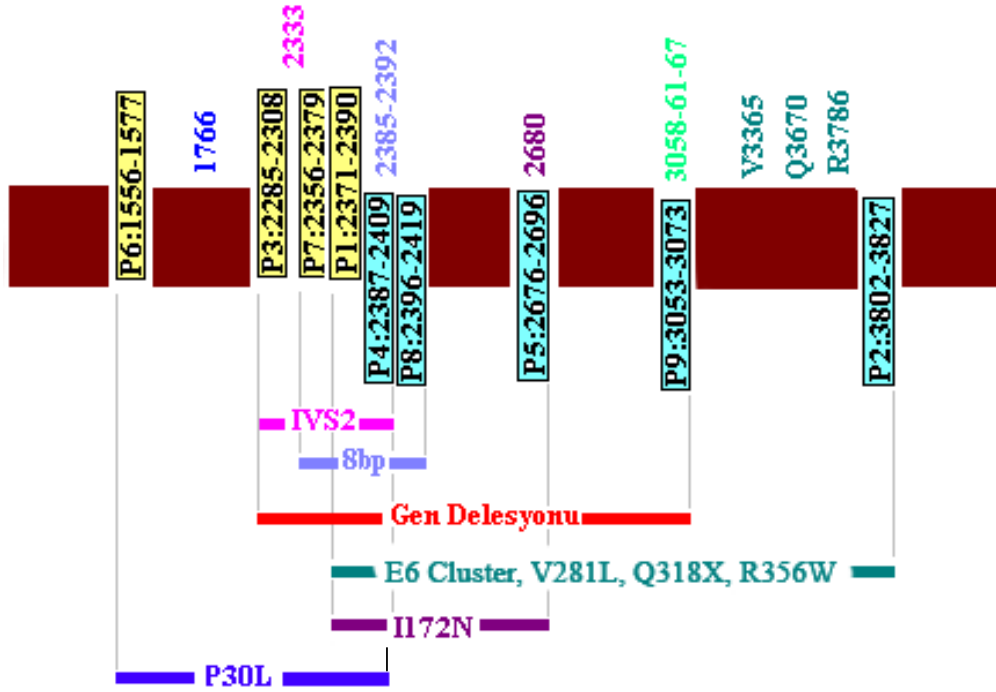 2333
1766
2385-2392
2680
3058-61-67
V3365
Q3670
R3786
P6:1556-1577
P3:2285-2308
P7:2356-2379
P1:2371-2390
P4:2387-2409
P8:2396-2419
P5:2676-2696
P9:3053-3073
P2:3802-3827
IVS2
8bp
Gen Delesyonu
E6 Cluster, V281L, Q318X, R356W
I172N
P30L